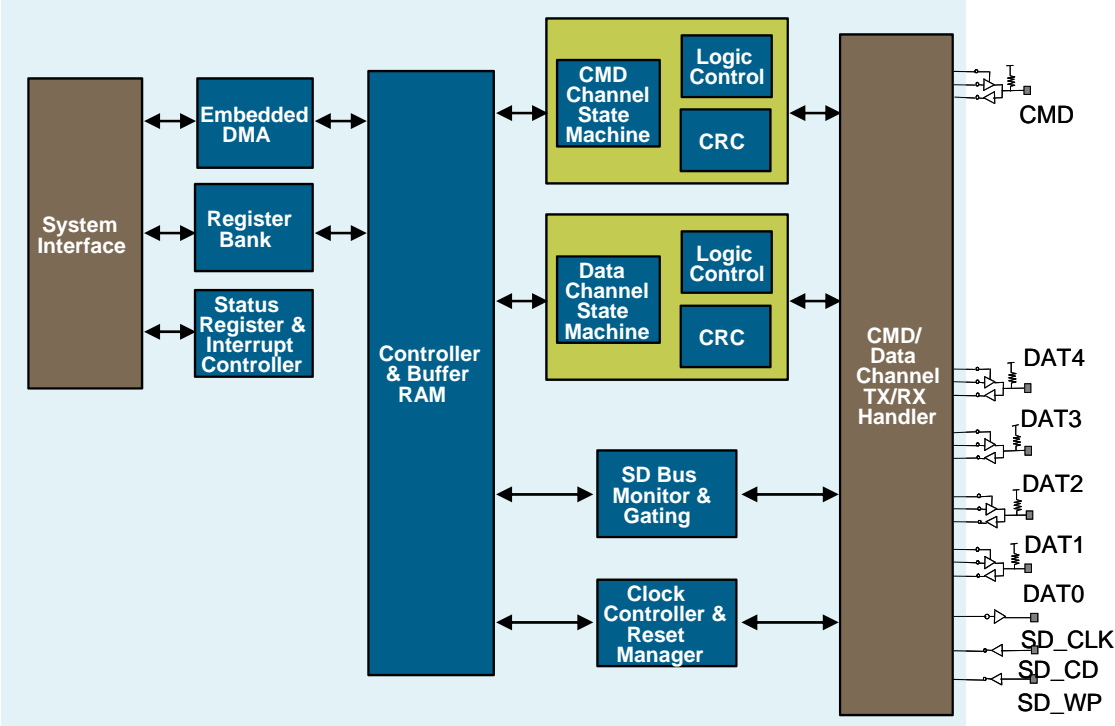 System
Interface
Embedded
DMA
Register
Bank
Status
Register &
Interrupt
Controller
Controller
& Buffer
RAM
CMD
Channel
State
Machine
Logic
Control
CRC
Data
Channel
State
Machine
Logic
Control
CRC
SD Bus
Monitor &
Gating
Clock
Controller &
Reset
Manager
CMD/
Data
Channel
TX/RX
Handler
CMD
DAT4
DAT3
DAT2
DAT1
DAT0
SD_CLK
SD_CD
SD_WP